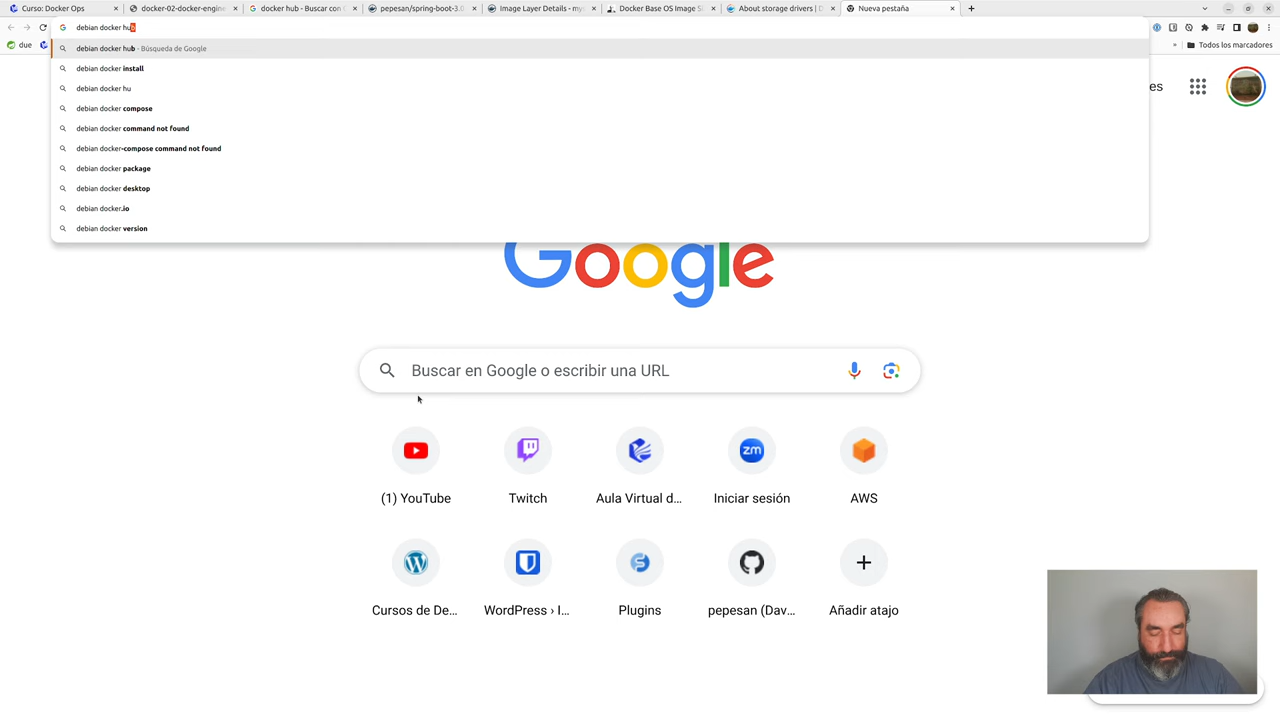 Curso: Docker Ops
docker-02-docker-engine
docker hub - Buscar con G
pepesan/spring-boot-3.0
Image Layer Details - my
Docker Base OS Image Si
About storage drivers | D
Nueva pestaña
debian docker hub
due
Todos los marcadores
debian docker hub - Búsqueda de Google
debian docker install
debian docker hu
debian docker compose
debian docker command not found
debian docker-compose command not found
debian docker package
debian docker desktop
debian docker.io
debian docker version
es
Google
Buscar en Google o escribir una URL
(1) YouTube
Twitch
Aula Virtual d...
zm
Iniciar sesión
AWS
Cursos de De...
WordPress › I...
Plugins
pepesan (Dav...
Añadir atajo